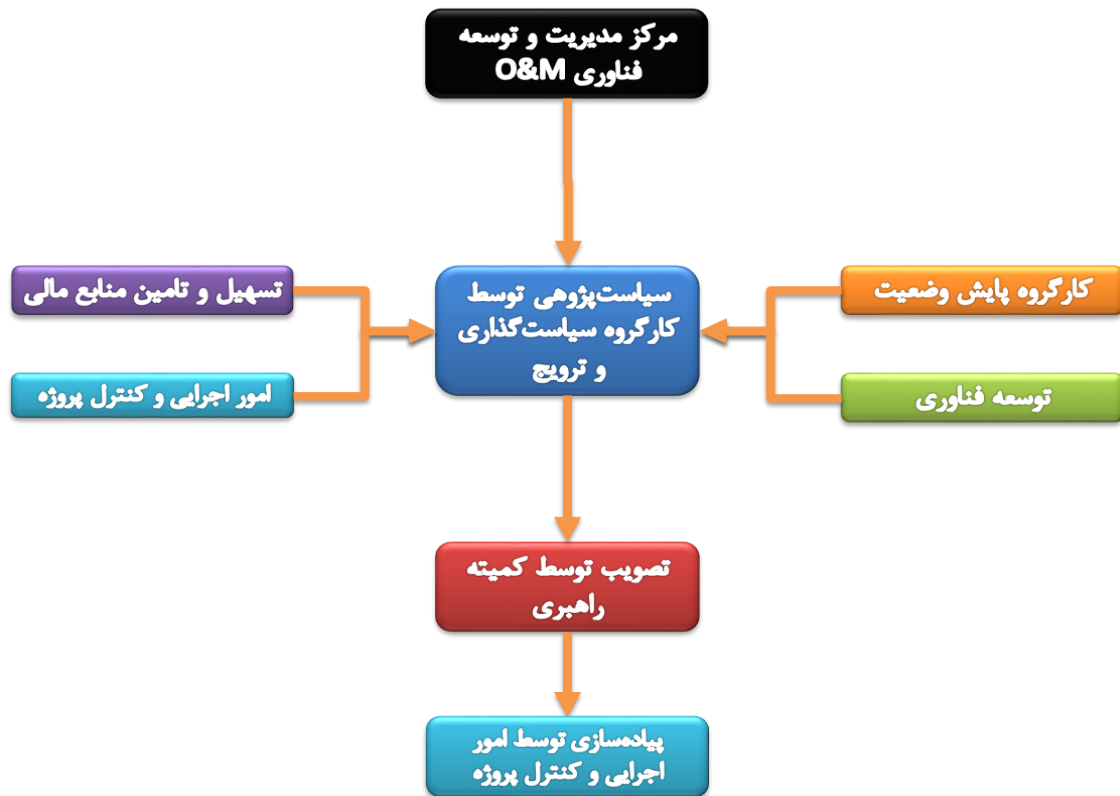 مرکز مدیریت و توسعه
فناوری O&M
تسهیل و تامین منابع مالی
سیاست‌پژوهی توسط
کارگروه سیاست‌گذاری
و ترویج
کارگروه پایش وضعیت
امور اجرایی و کنترل پروژه
توسعه فناوری
تصویب توسط کمیته
راهبری
پیاده‌سازی توسط امور
اجرایی و کنترل پروژه